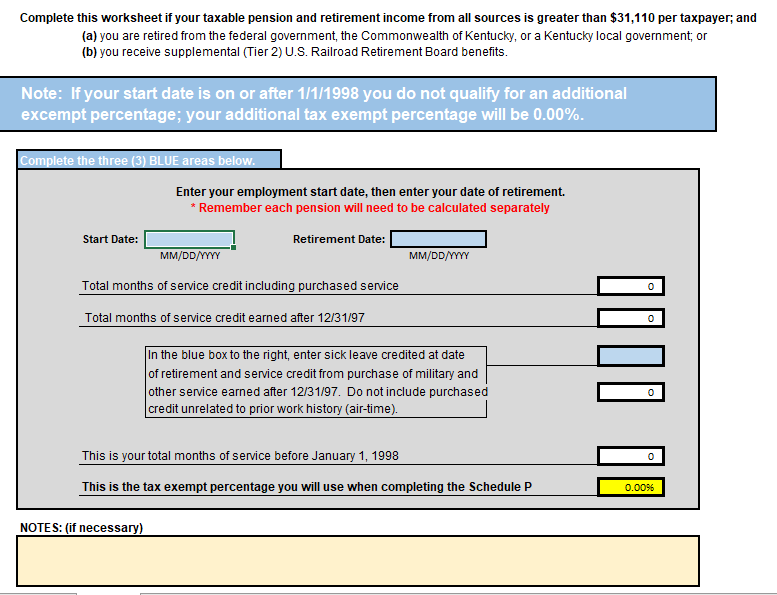 Complete this worksheet if your taxable pension and retirement income from all sources is greater than $31,110 per taxpayer; and
(a) you are retired from the federal government, the Commonwealth of Kentucky, or a Kentucky local government; or
(b) you receive supplemental (Tier 2) U.S. Railroad Retirement Board benefits.
Note: If your start date is on or after 1/1/1998 you do not qualify for an additional
excempt percentage; your additional tax exempt percentage will be 0.00%.
Complete the three (3) BLUE areas below.
Enter your employment start date, then enter your date of retirement.
* Remember each pension will need to be calculated separately
Start Date: Retirement Date:
MM/DD/YYYY MM/DD/YYYY
Total months of service credit including purchased service 0
Total months of service credit earned after 12/31/97 0
In the blue box to the right, enter sick leave credited at date
of retirement and service credit from purchase of military and
other service earned after 12/31/97. Do not include purchased 0
credit unrelated to prior work history (air-time).
This is your total months of service before January 1, 1998 0
This is the tax exempt percentage you will use when completing the Schedule P 0.00%
NOTES: (if necessary)